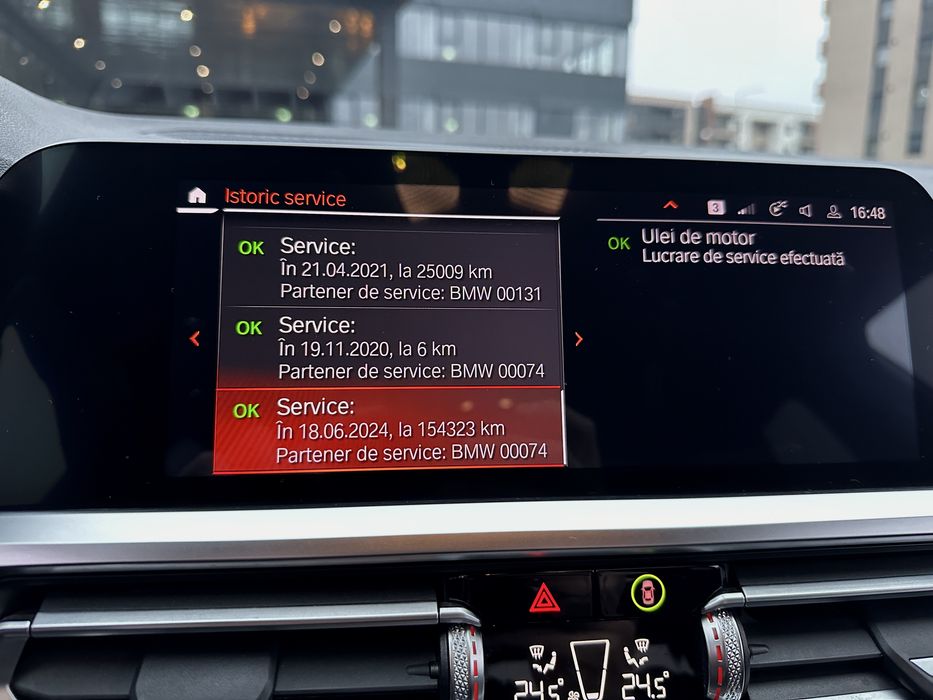 Istoric service
3
16:48
OK Service:
În 21.04.2021, la 25009 km
Partener de service: BMW 00131
OK Service:
În 19.11.2020, la 6 km
Partener de service: BMW 00074
OK Service:
În 18.06.2024, la 154323 km
Partener de service: BMW 00074
OK Ulei de motor
Lucrare de service efectuată
24.5° 24.5°